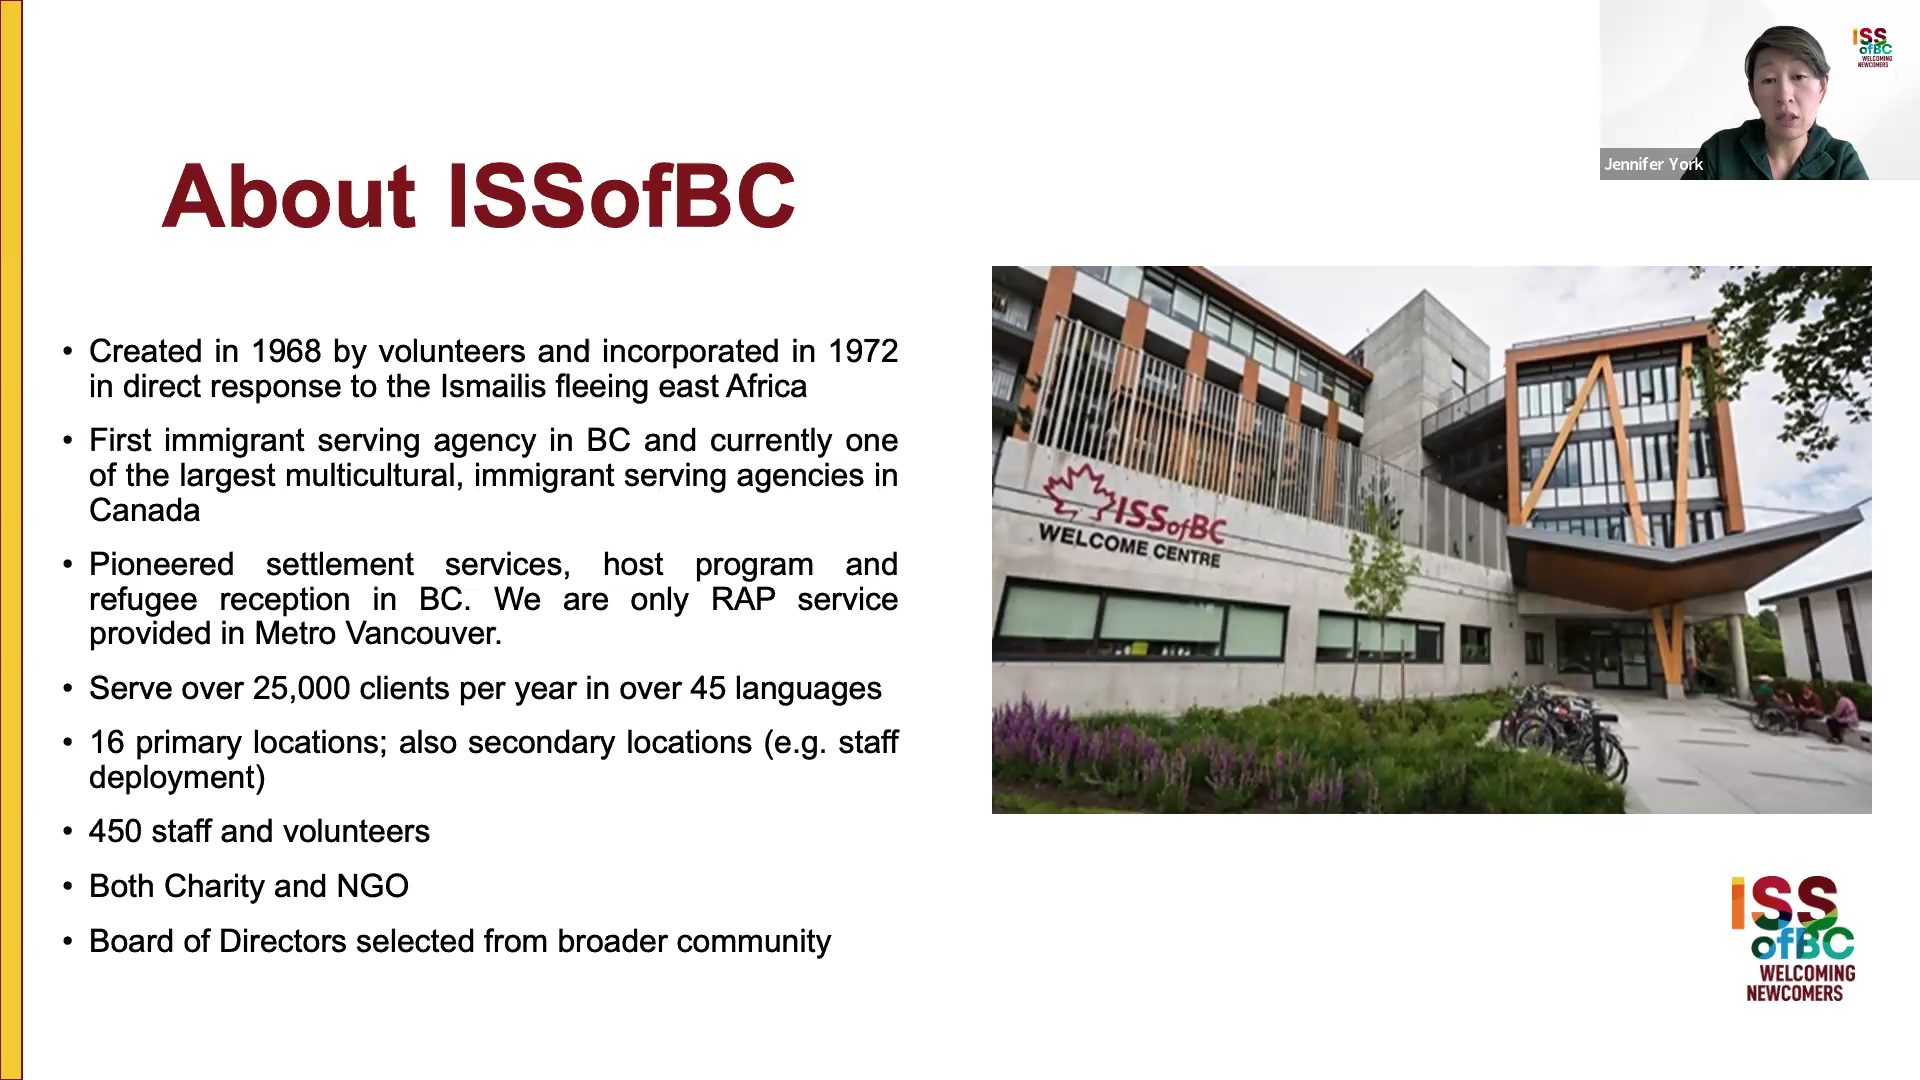 ISS
ofBC
WELCOMING
NEWCOMERS
Jennifer York
About ISSofBC
• Created in 1968 by volunteers and incorporated in 1972
in direct response to the Ismailis fleeing east Africa
• First immigrant serving agency in BC and currently one
of the largest multicultural, immigrant serving agencies in
Canada
• Pioneered settlement services, host program and
refugee reception in BC. We are only RAP service
provided in Metro Vancouver.
• Serve over 25,000 clients per year in over 45 languages
• 16 primary locations; also secondary locations (e.g. staff
deployment)
• 450 staff and volunteers
• Both Charity and NGO
• Board of Directors selected from broader community
ISSofBC
WELCOME CENTRE
ISS
ofBC
WELCOMING
NEWCOMERS